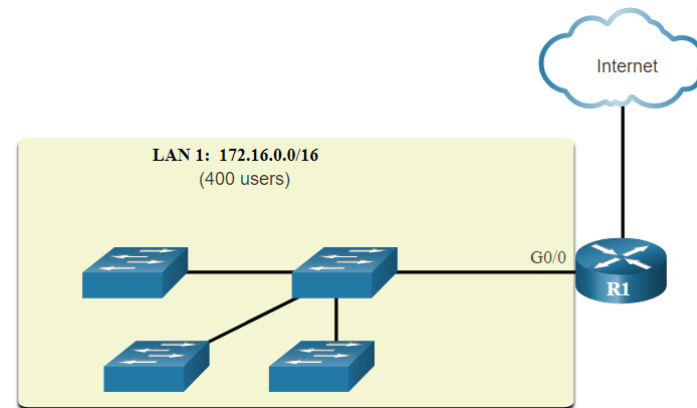 Internet
LAN 1: 172.16.0.0/16
(400 users)
G0/0
R1